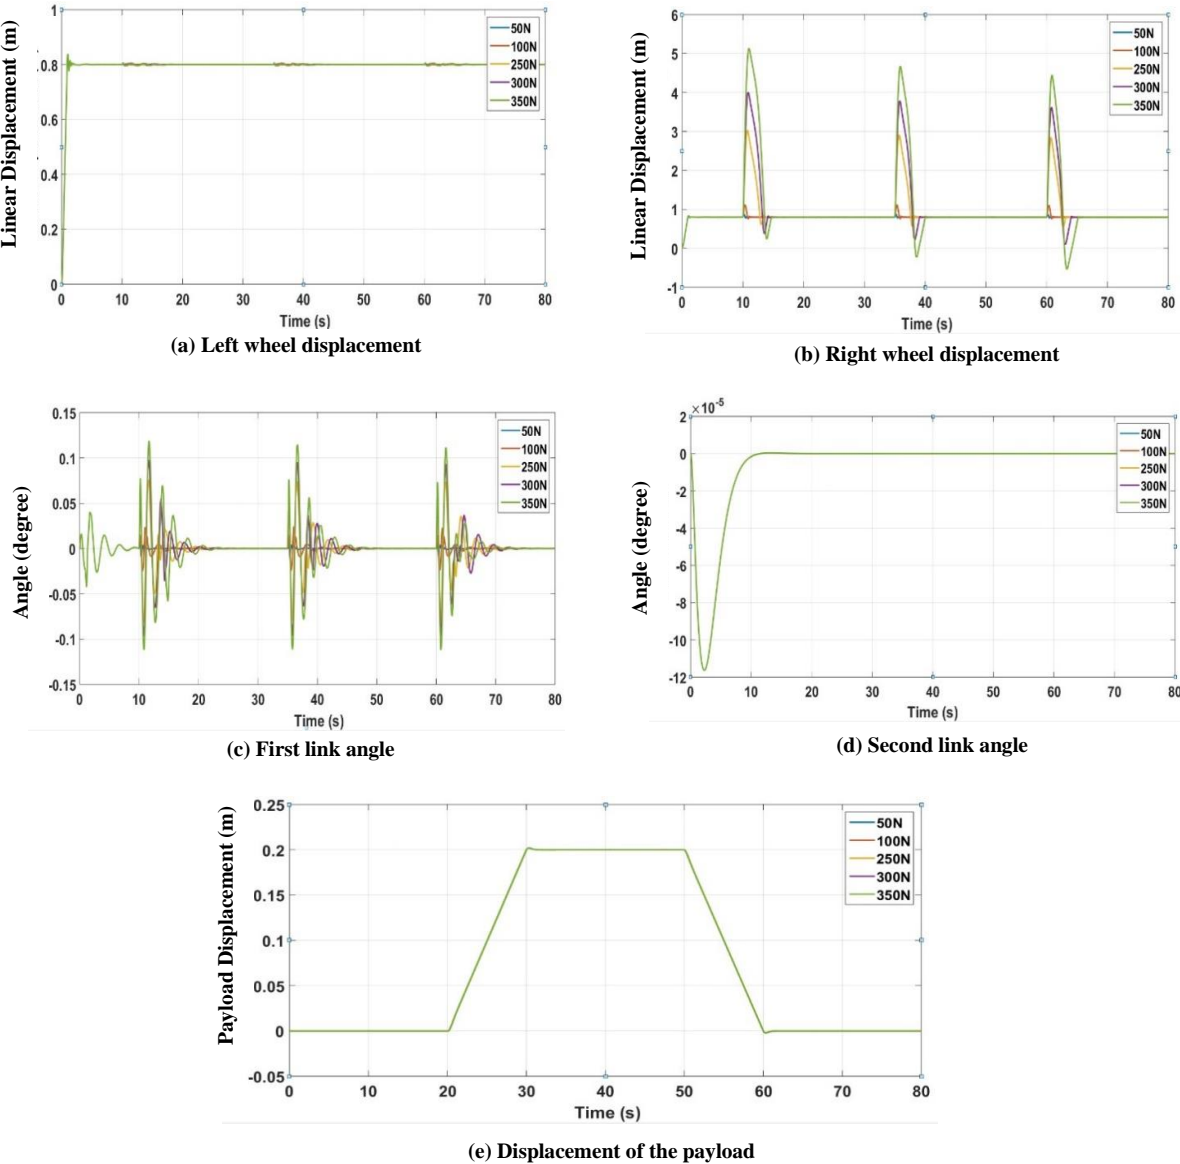 1
0.8
0.6
0.4
0.2
0
0 10 20 30 40 50 60 70 80
Linear Displacement (m)
Time (s)
50N
100N
250N
300N
350N
(a) Left wheel displacement
6
5
4
3
2
1
0
-1
0 10 20 30 40 50 60 70 80
Linear Displacement (m)
Time (s)
50N
100N
250N
300N
350N
(b) Right wheel displacement
0.15
0.1
0.05
0
-0.05
-0.1
-0.15
0 10 20 30 40 50 60 70 80
Angle (degree)
Time (s)
50N
100N
250N
300N
350N
(c) First link angle
×10⁻⁵
2
0
-2
-4
-6
-8
-10
-12
0 10 20 30 40 50 60 70 80
Angle (degree)
Time (s)
50N
100N
250N
300N
350N
(d) Second link angle
0.25
0.2
0.15
0.1
0.05
0
-0.05
0 10 20 30 40 50 60 70 80
Payload Displacement (m)
Time (s)
50N
100N
250N
300N
350N
(e) Displacement of the payload